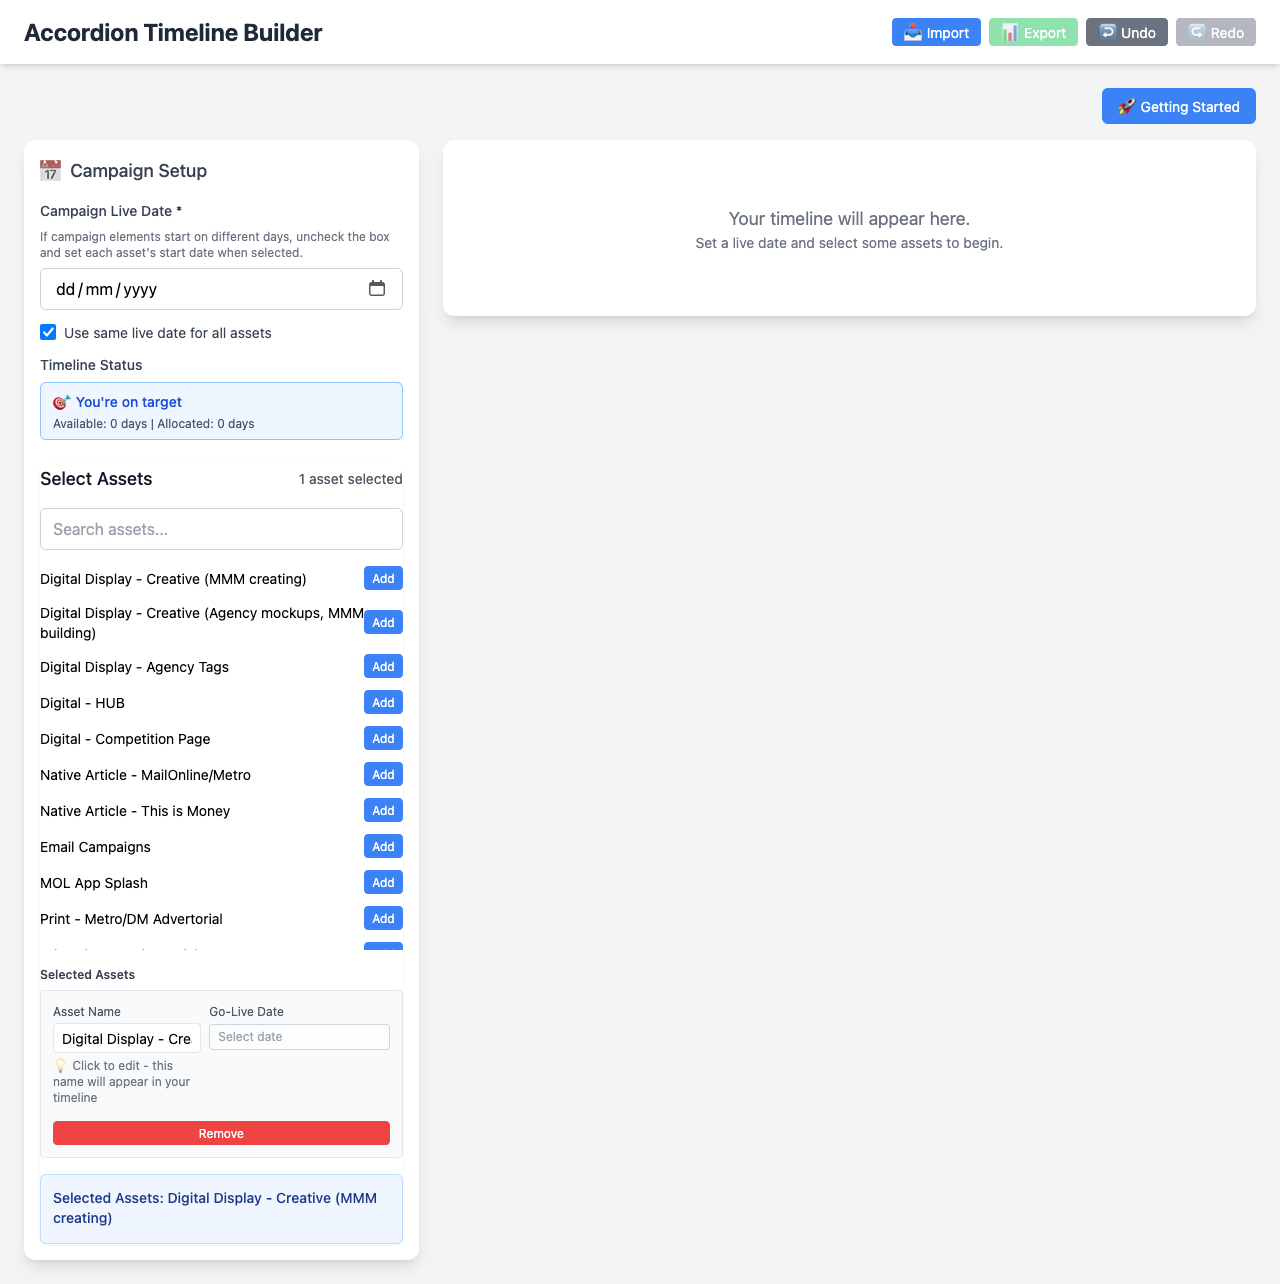 Accordion Timeline Builder
Import
Export
Undo
Redo
Getting Started
Campaign Setup
Campaign Live Date *
If campaign elements start on different days, uncheck the box
and set each asset's start date when selected.
dd/mm/yyyy
Use same live date for all assets
Timeline Status
You're on target
Available: 0 days | Allocated: 0 days
Select Assets
1 asset selected
Search assets...
Digital Display - Creative (MMM creating)
Add
Digital Display - Creative (Agency mockups, MMM
building)
Add
Digital Display - Agency Tags
Add
Digital - HUB
Add
Digital - Competition Page
Add
Native Article - MailOnline/Metro
Add
Native Article - This is Money
Add
Email Campaigns
Add
MOL App Splash
Add
Print - Metro/DM Advertorial
Add
Selected Assets
Asset Name
Go-Live Date
Digital Display - Cre
Select date
Click to edit - this
name will appear in your
timeline
Remove
Selected Assets: Digital Display - Creative (MMM
creating)
Your timeline will appear here.
Set a live date and select some assets to begin.